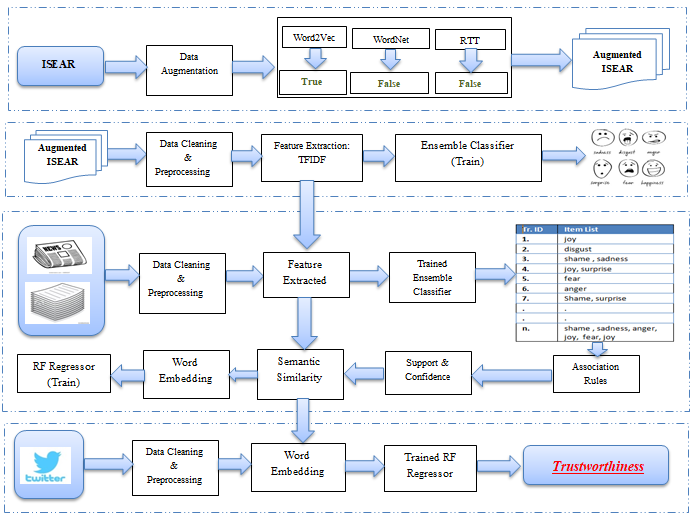 Word2Vec
WordNet
RTT
ISEAR
Data
Augmentation
True
False
False
Augmented
ISEAR
Augmented
ISEAR
Data Cleaning
&
Preprocessing
Feature Extraction:
TFIDF
Ensemble Classifier
(Train)
sadness
disgust
anger
surprise
fear
happiness
NEWS
Data Cleaning
&
Preprocessing
Feature
Extracted
Trained
Ensemble
Classifier
Tr. ID Item List
1. joy
2. disgust
3. shame , sadness
4. joy, surprise
5. fear
6. anger
7. Shame, surprise
. .
. .
n. shame , sadness, anger,
joy, fear, joy
RF Regressor
(Train)
Word
Embedding
Semantic
Similarity
Support &
Confidence
Association
Rules
twitter
Data Cleaning
&
Preprocessing
Word
Embedding
Trained RF
Regressor
Trustworthiness